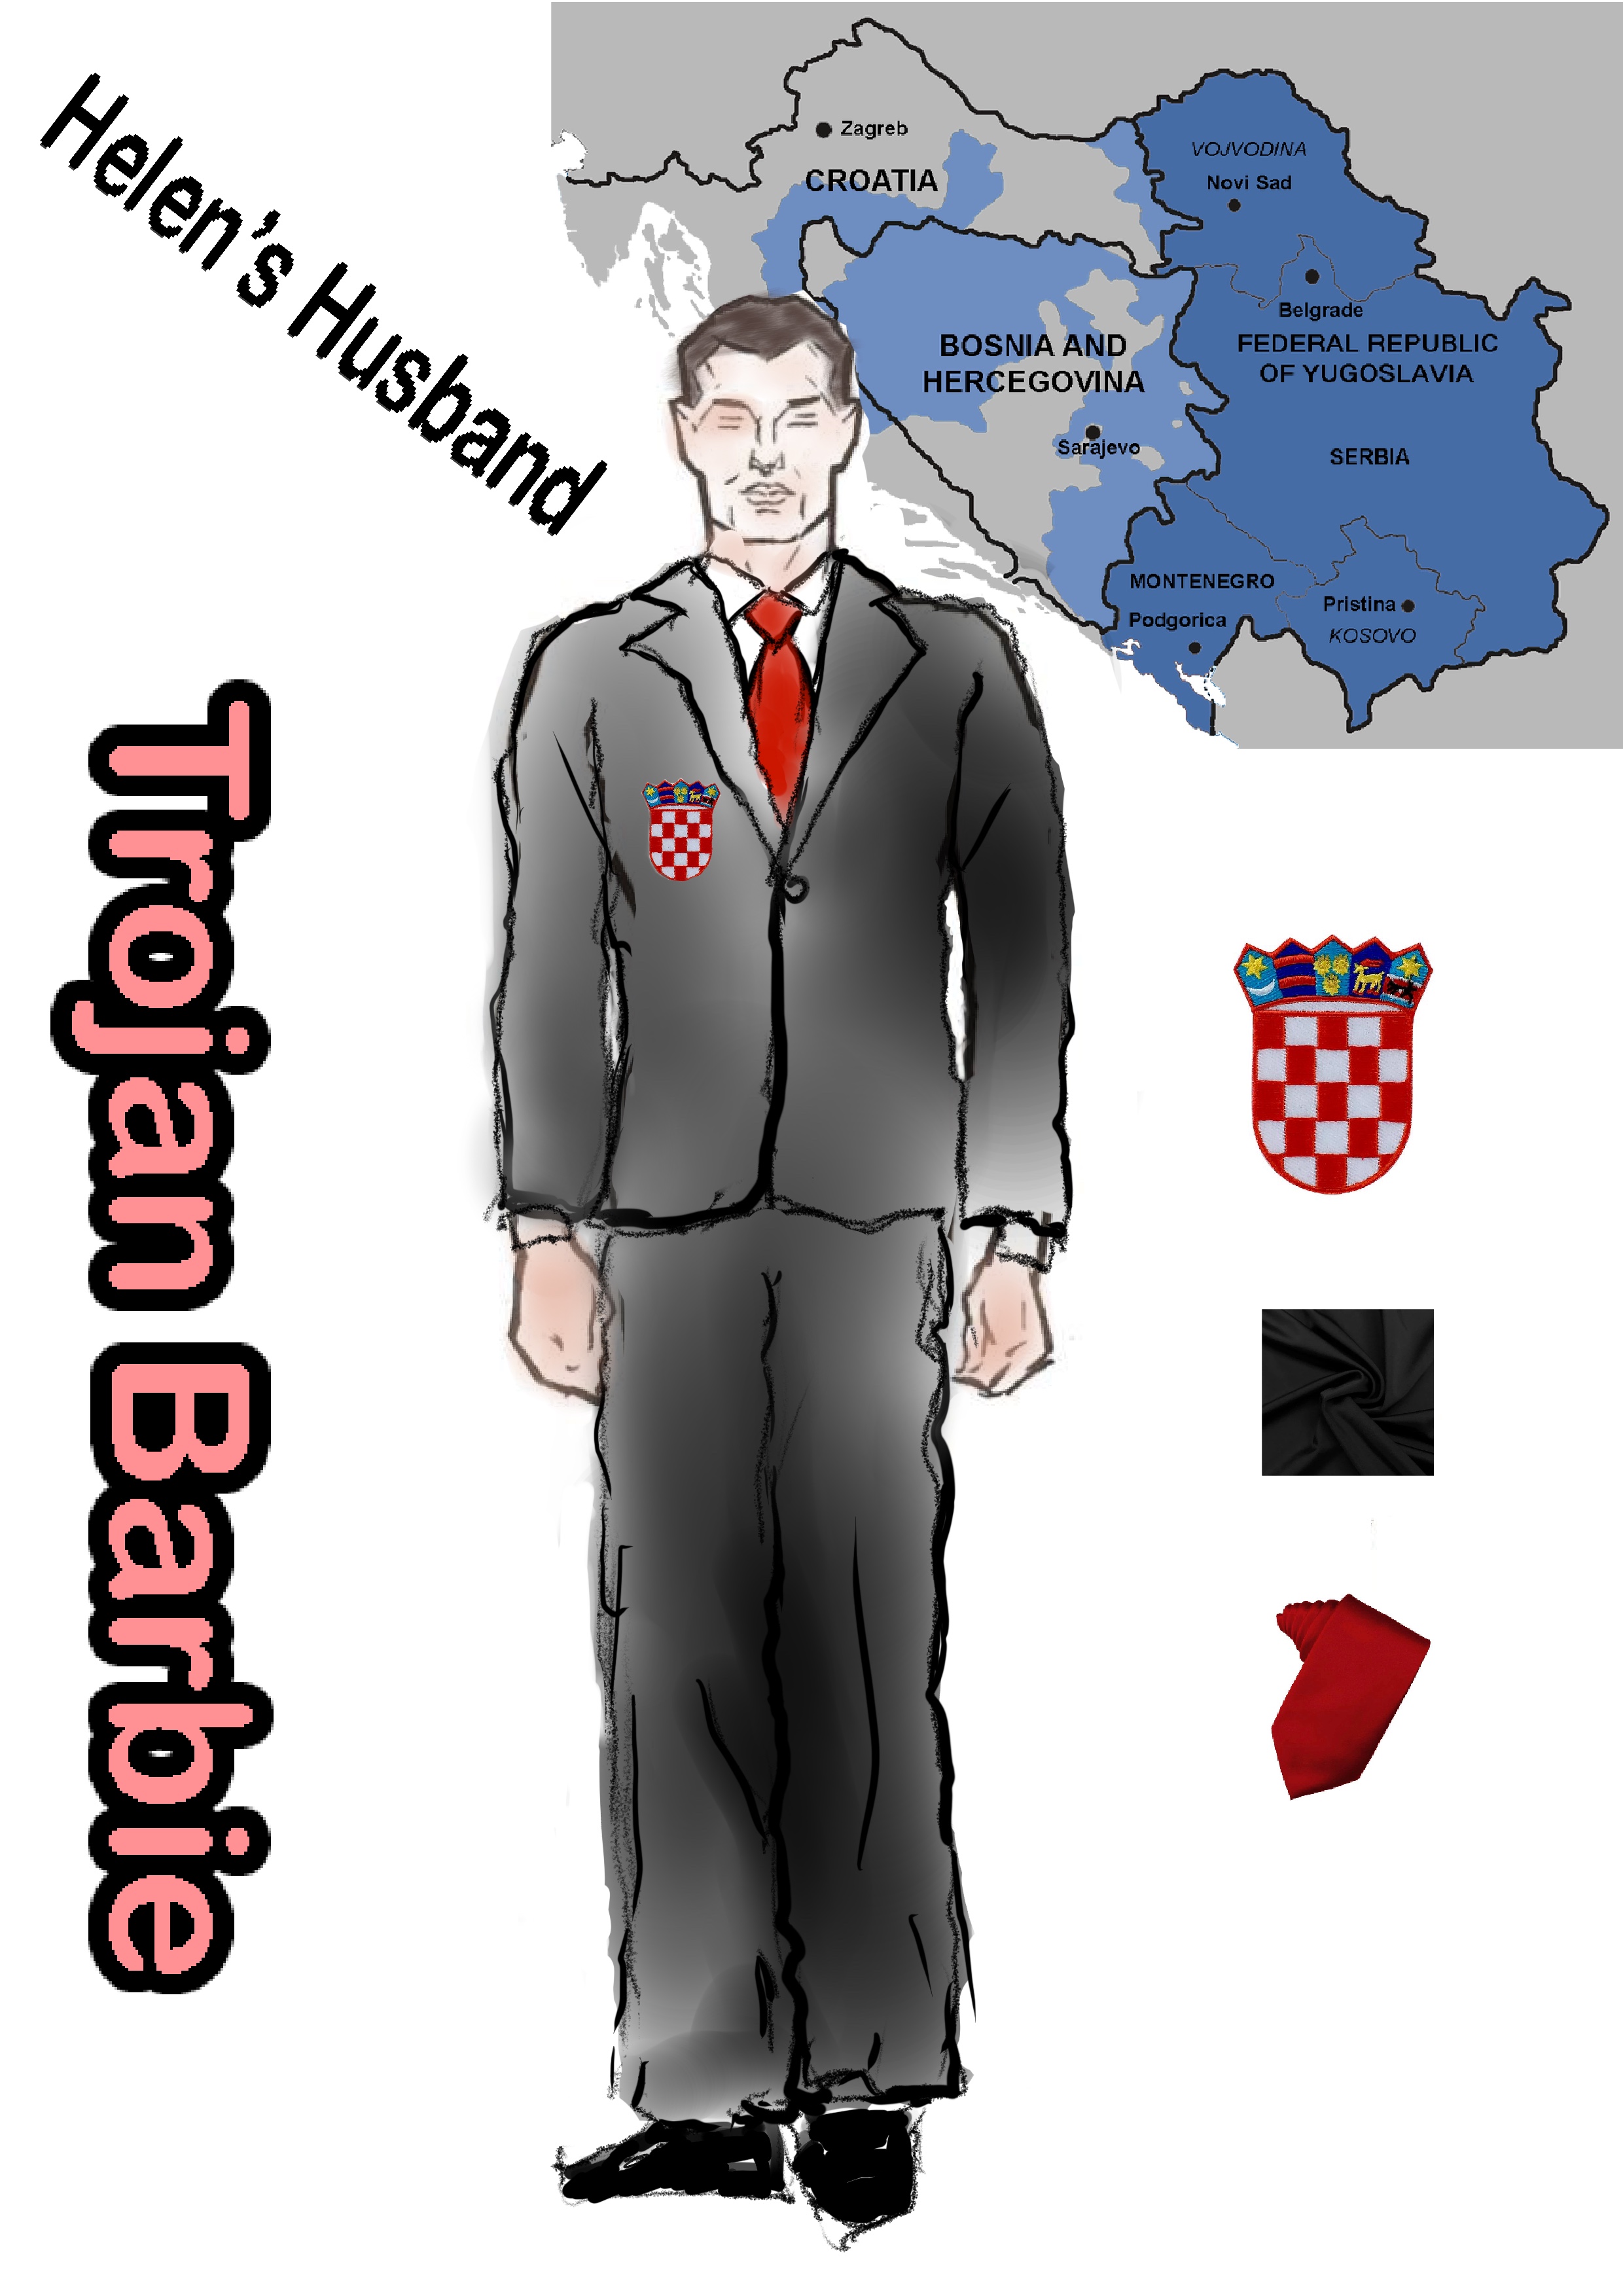 Helen's Husband
Trojan Barbie
Zagreb
CROATIA
VOJVODINA
Novi Sad
Belgrade
BOSNIA AND
HERCEGOVINA
FEDERAL REPUBLIC
OF YUGOSLAVIA
Sarajevo
SERBIA
MONTENEGRO
Podgorica
Pristina
KOSOVO